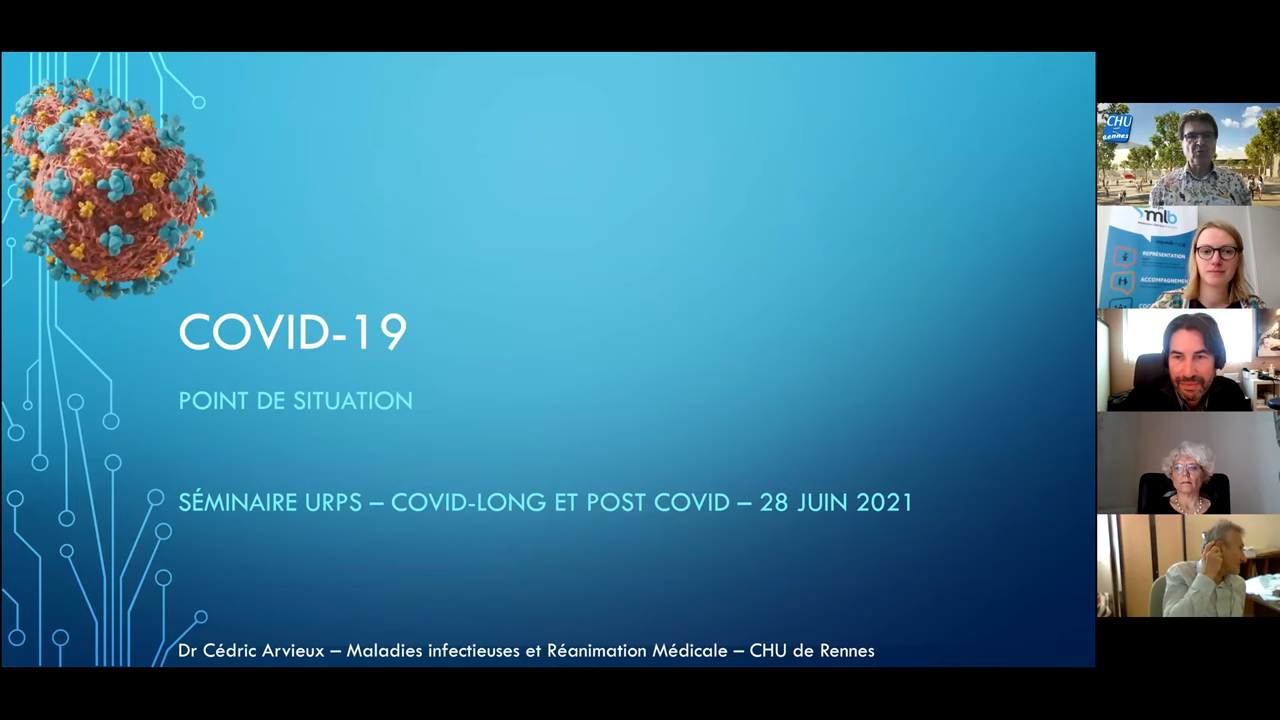 COVID-19
POINT DE SITUATION
SÉMINAIRE URPS – COVID-LONG ET POST COVID – 28 JUIN 2021
Dr Cédric Arvieux – Maladies infectieuses et Réanimation Médicale – CHU de Rennes
CHU
Rennes
mlb
REPRÉSENTATION
ACCOMPAGNEMEN